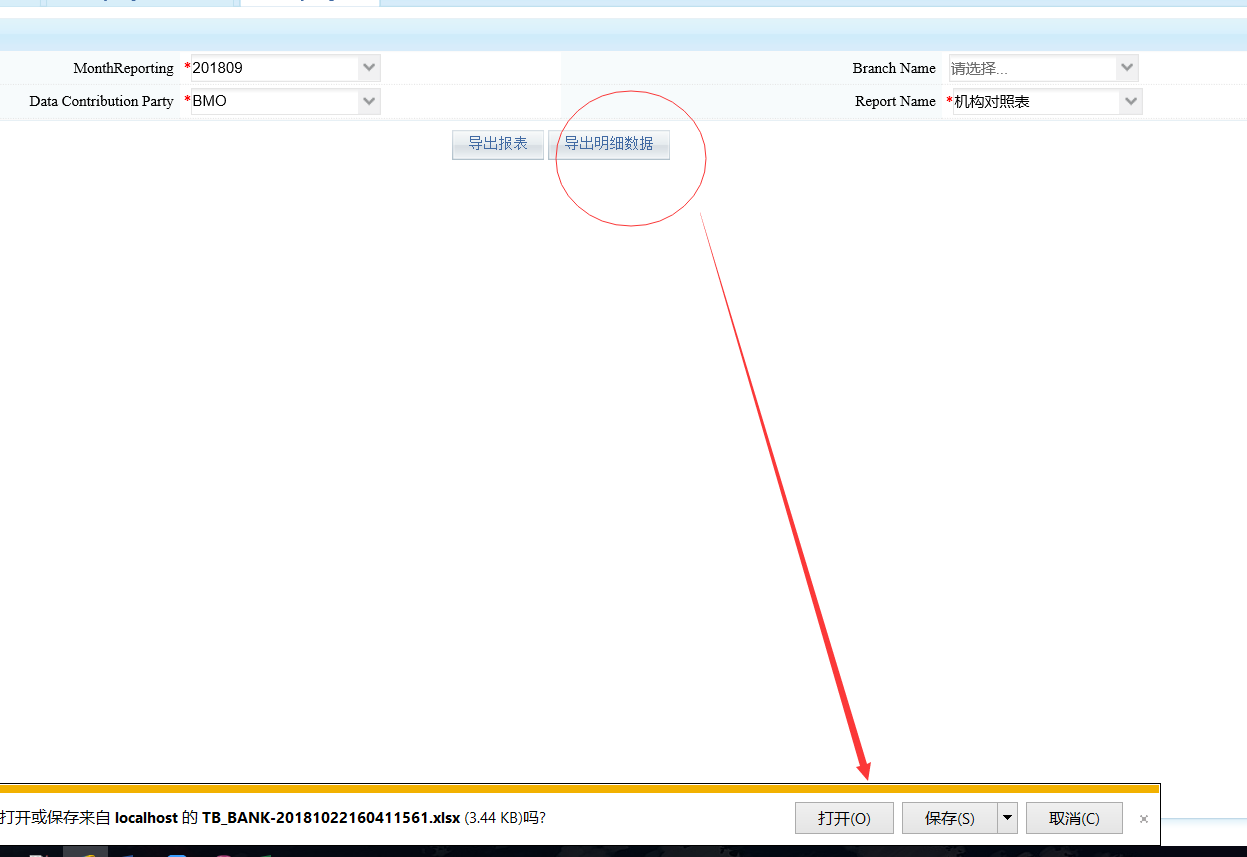 MonthReporting *201809 Branch Name 请选择...
Data Contribution Party *BMO Report Name *机构对照表
导出报表 导出明细数据
打开或保存来自 localhost 的 TB_BANK-20181022160411561.xlsx (3.44 KB)吗? 打开(O) 保存(S) 取消(C) ×